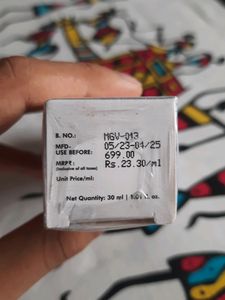 B. NO.: MGV-013
MFD- 05/23-04/25
USE BEFORE: 699.00
MRP₹: Rs.23.30/ml
(Inclusive of all taxes)
Unit Price/ml:
Net Quantity: 30 ml | 1.01 fl. oz.